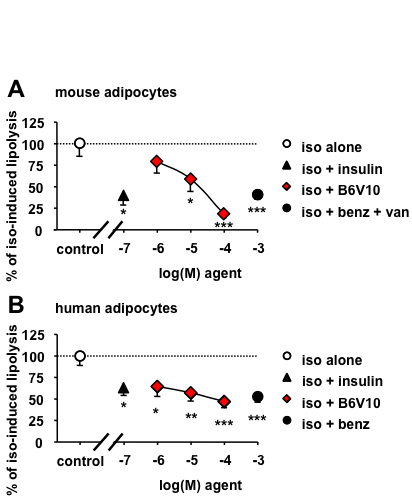 A
mouse adipocytes
% of iso-induced lipolysis
125
100
75
50
25
0
*
*
***
***
control -7 -6 -5 -4 -3
log(M) agent
iso alone
iso + insulin
iso + B6V10
iso + benz + van
B
human adipocytes
% of iso-induced lipolysis
125
100
75
50
25
0
*
*
**
***
***
control -7 -6 -5 -4 -3
log(M) agent
iso alone
iso + insulin
iso + B6V10
iso + benz